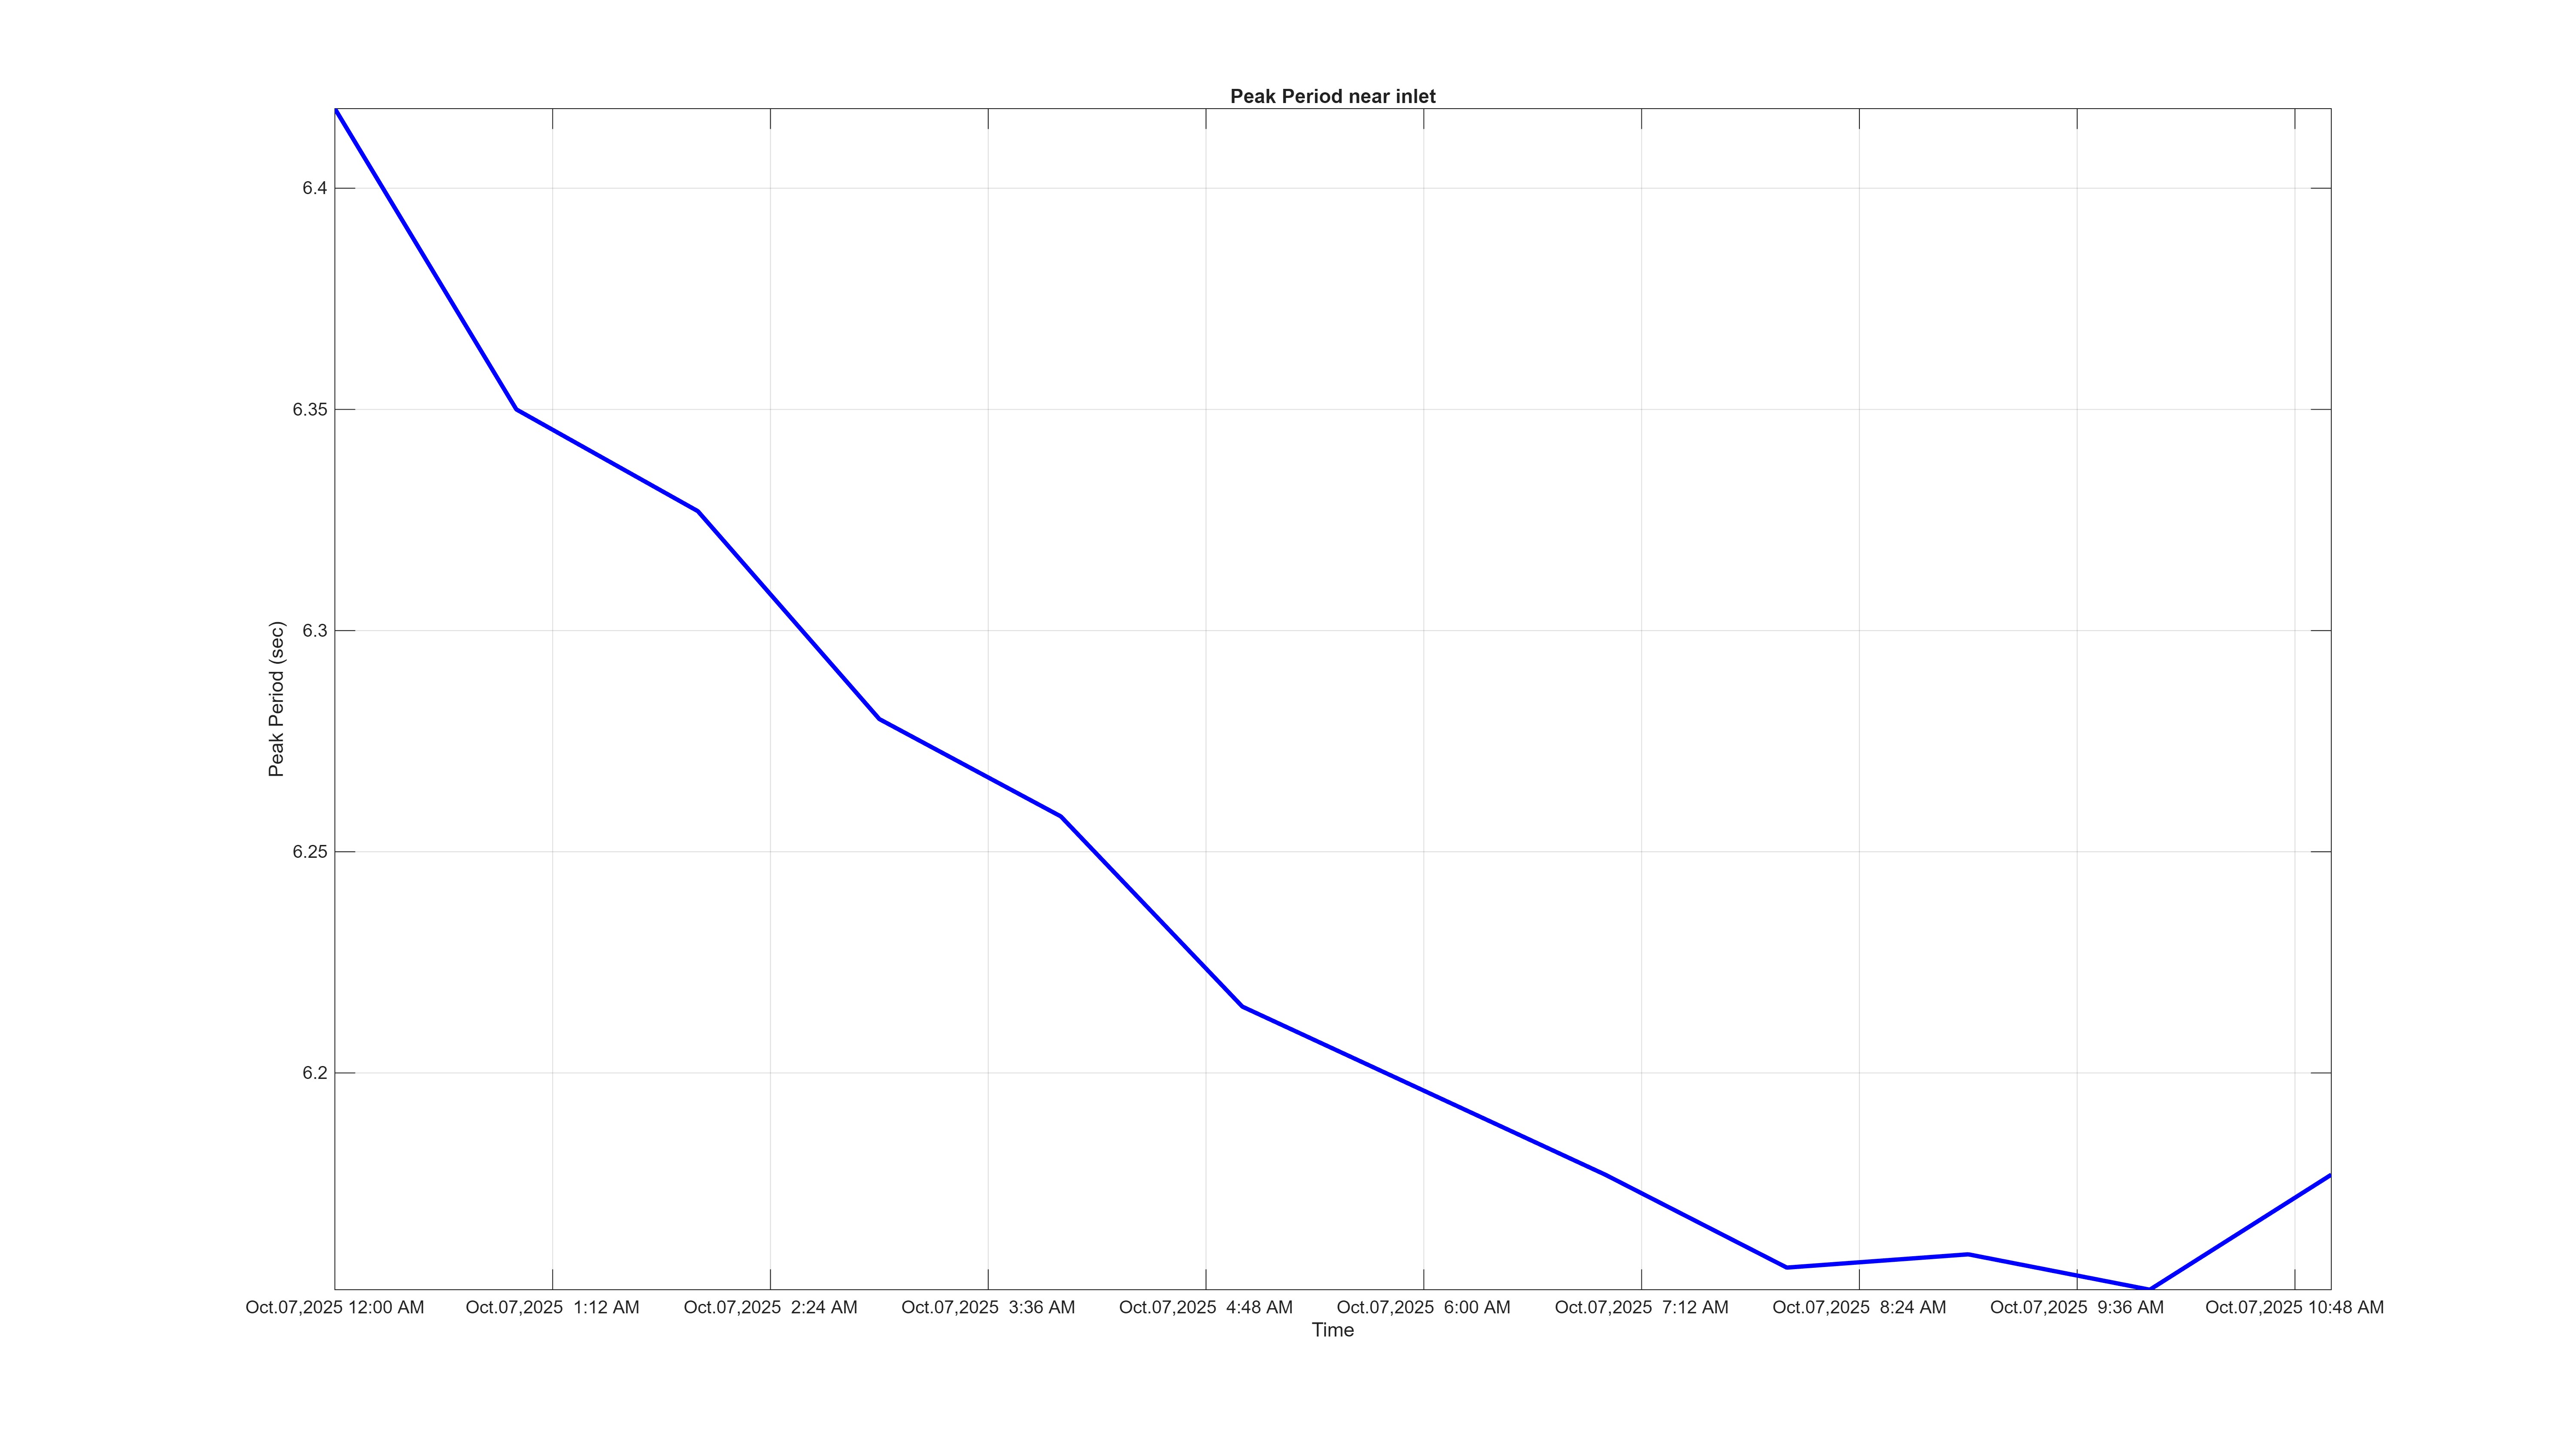 Peak Period near inlet
6.4
6.35
6.3
6.25
6.2
Peak Period (sec)
Oct.07,2025 12:00 AM
Oct.07,2025  1:12 AM
Oct.07,2025  2:24 AM
Oct.07,2025  3:36 AM
Oct.07,2025  4:48 AM
Oct.07,2025  6:00 AM
Oct.07,2025  7:12 AM
Oct.07,2025  8:24 AM
Oct.07,2025  9:36 AM
Oct.07,2025 10:48 AM
Time